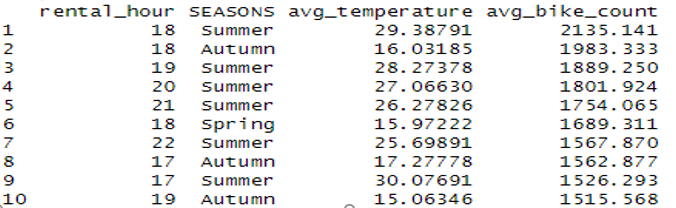 rental_hour SEASONS avg_temperature avg_bike_count
1 18 Summer 29.38791 2135.141
2 18 Autumn 16.03185 1983.333
3 19 Summer 28.27378 1889.250
4 20 Summer 27.06630 1801.924
5 21 Summer 26.27826 1754.065
6 18 Spring 15.97222 1689.311
7 22 Summer 25.69891 1567.870
8 17 Autumn 17.27778 1562.877
9 17 Summer 30.07691 1526.293
10 19 Autumn 15.06346 1515.568